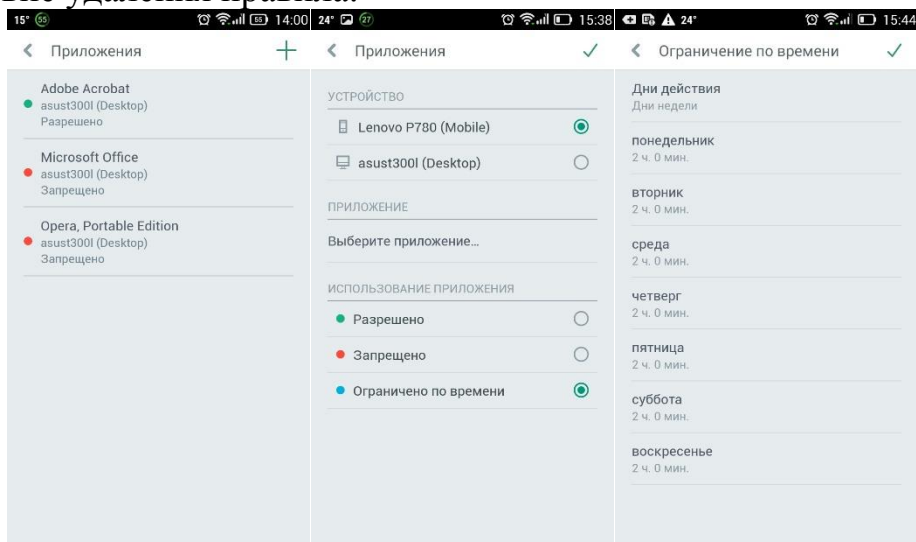 удаления правила.
15° 55 55 14:00
Приложения
Adobe Acrobat
asust300l (Desktop)
Разрешено
Microsoft Office
asust300l (Desktop)
Запрещено
Opera, Portable Edition
asust300l (Desktop)
Запрещено
24° 27 15:38
Приложения
УСТРОЙСТВО
Lenovo P780 (Mobile)
asust300l (Desktop)
ПРИЛОЖЕНИЕ
Выберите приложение...
ИСПОЛЬЗОВАНИЕ ПРИЛОЖЕНИЯ
Разрешено
Запрещено
Ограничено по времени
24° 15:44
Ограничение по времени
Дни действия
Дни недели
понедельник
2 ч. 0 мин.
вторник
2 ч. 0 мин.
среда
2 ч. 0 мин.
четверг
2 ч. 0 мин.
пятница
2 ч. 0 мин.
суббота
2 ч. 0 мин.
воскресенье
2 ч. 0 мин.